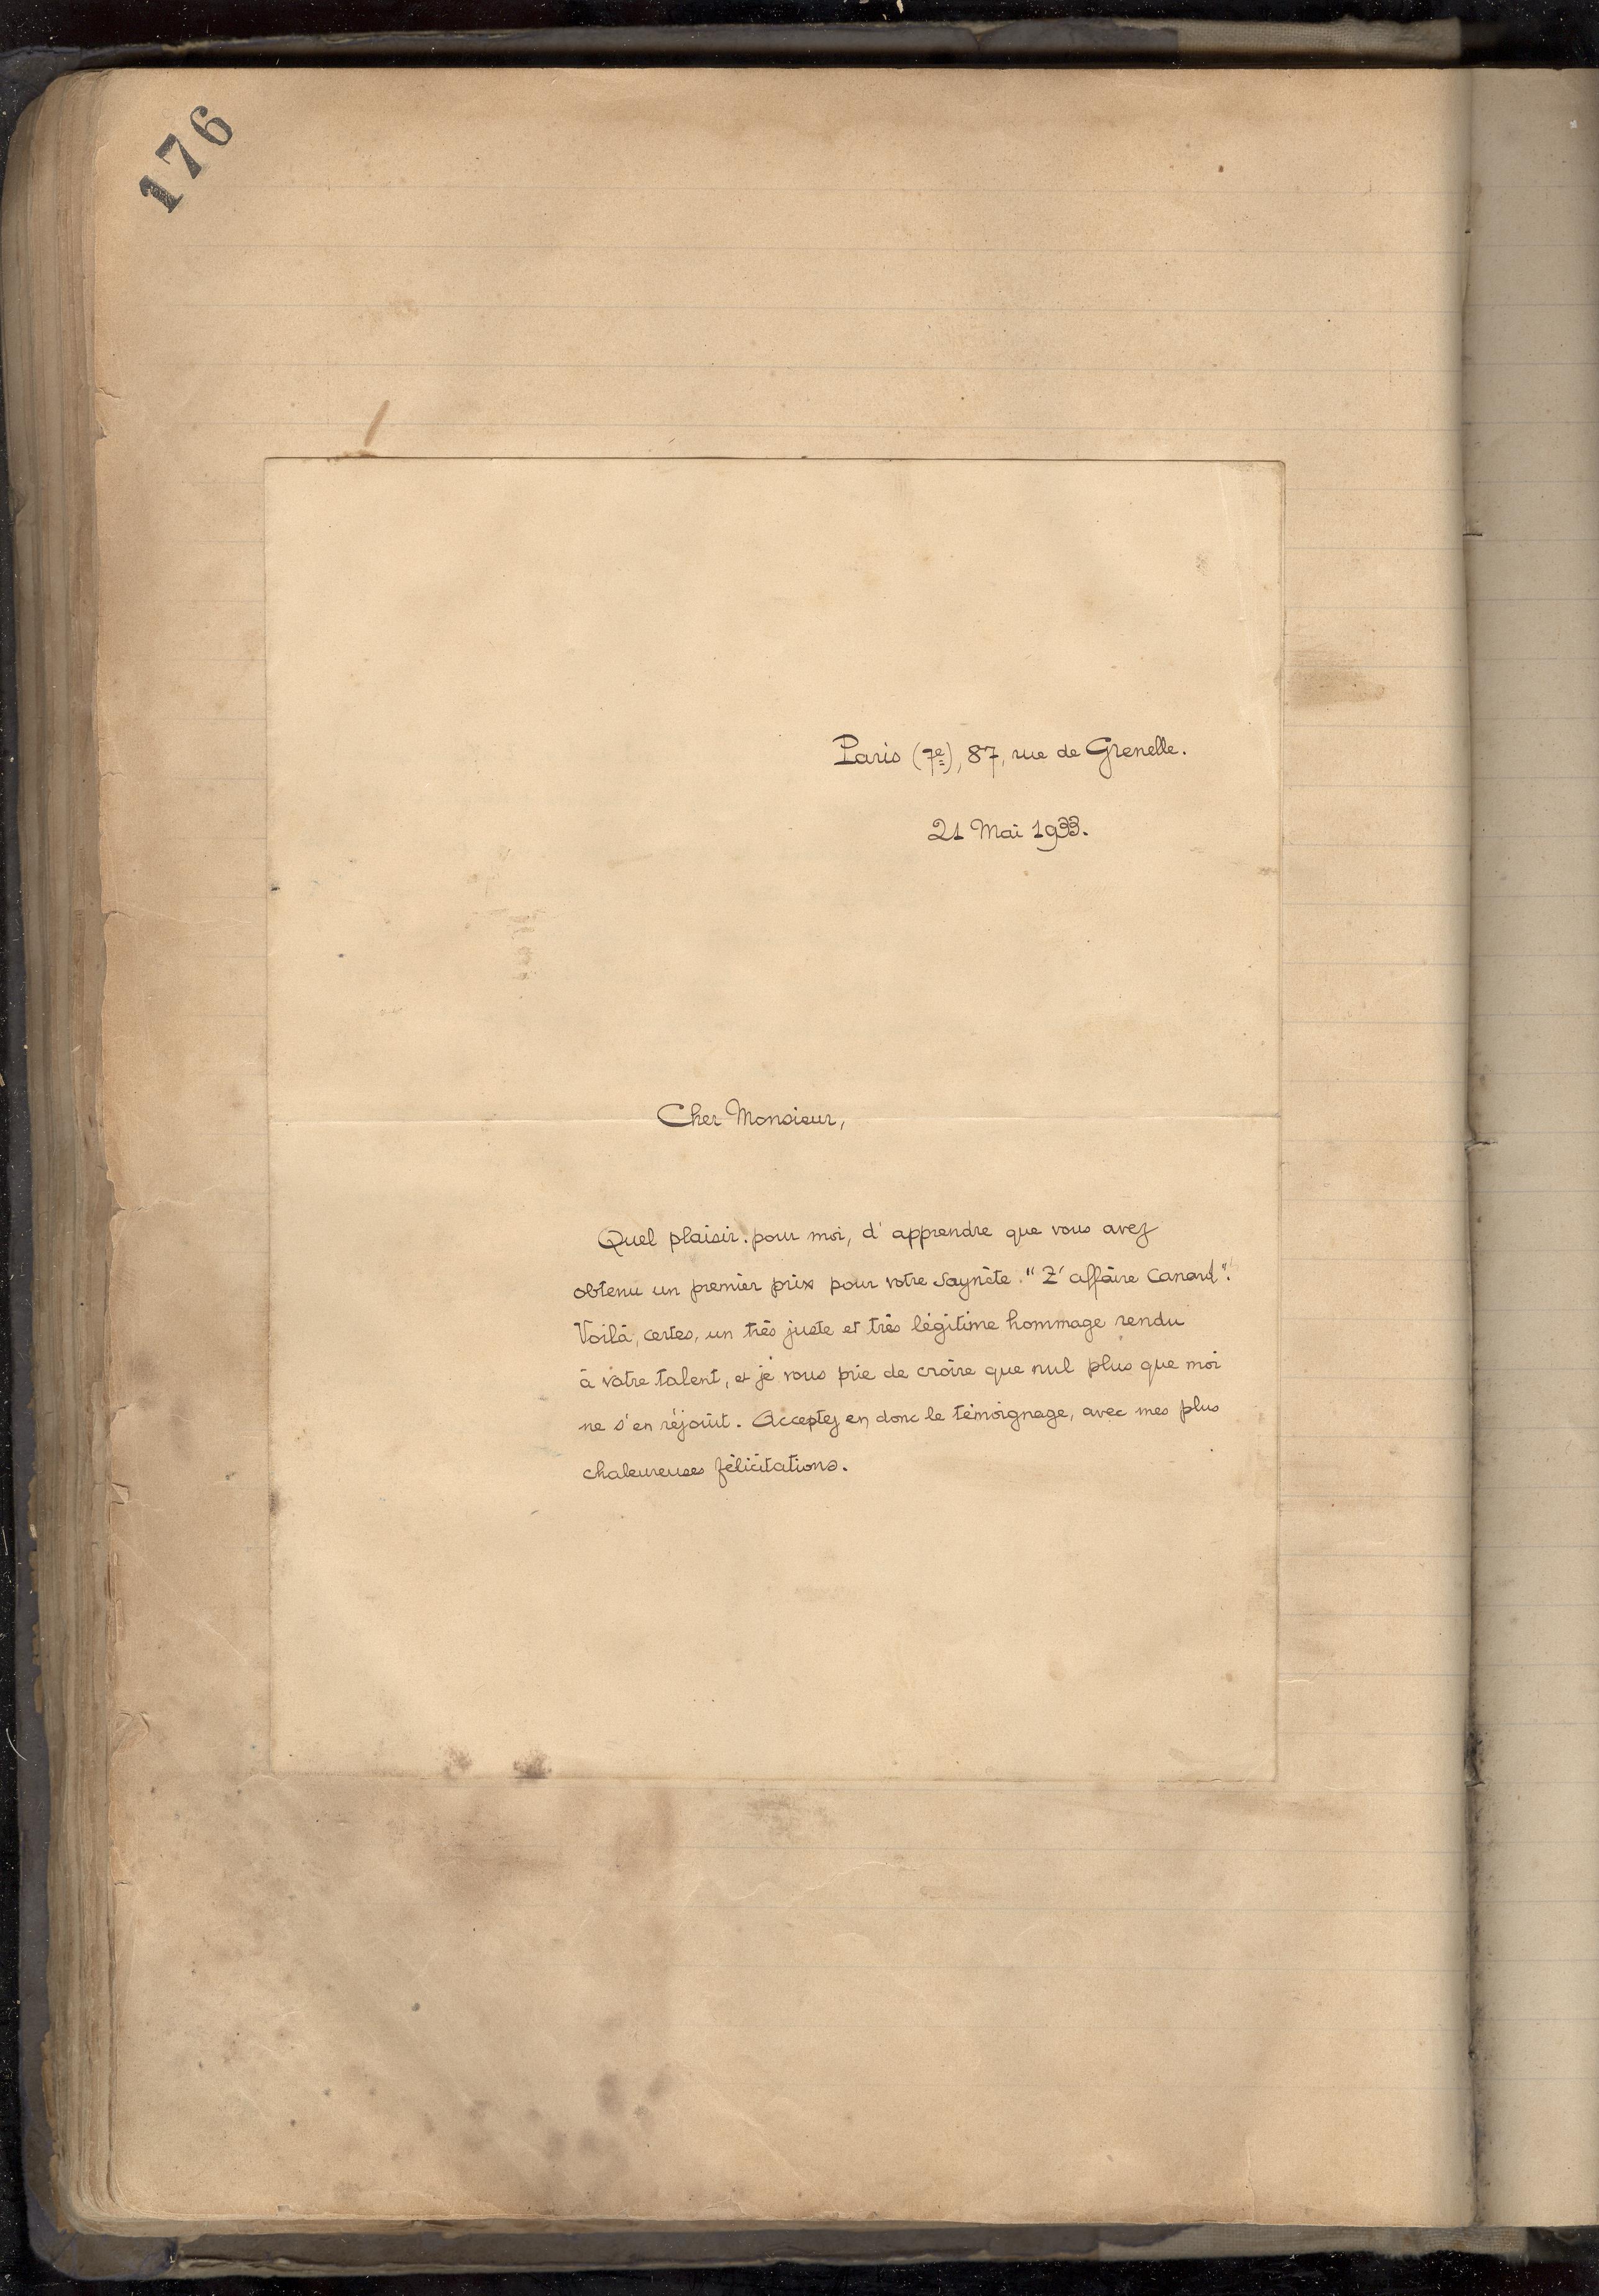 176
Paris (7e), 87, rue de Grenelle.
21 Mai 1933.
Cher Monsieur,
Quel plaisir. pour moi, d'apprendre que vous avez
obtenu un premier prix pour votre Saynète "Z'affaire Canard".
Voilà, certes, un très juste et très légitime hommage rendu
à votre talent, et je vous prie de croire que nul plus que moi
ne s'en réjouit. Acceptez en donc le témoignage, avec mes plus
chaleureuses félicitations.